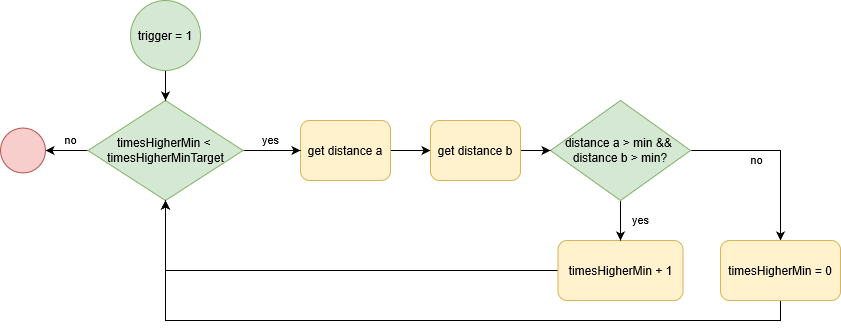 trigger = 1
no
timesHigherMin <
timesHigherMinTarget
yes
get distance a
get distance b
distance a > min &&
distance b > min?
no
yes
timesHigherMin + 1
timesHigherMin = 0